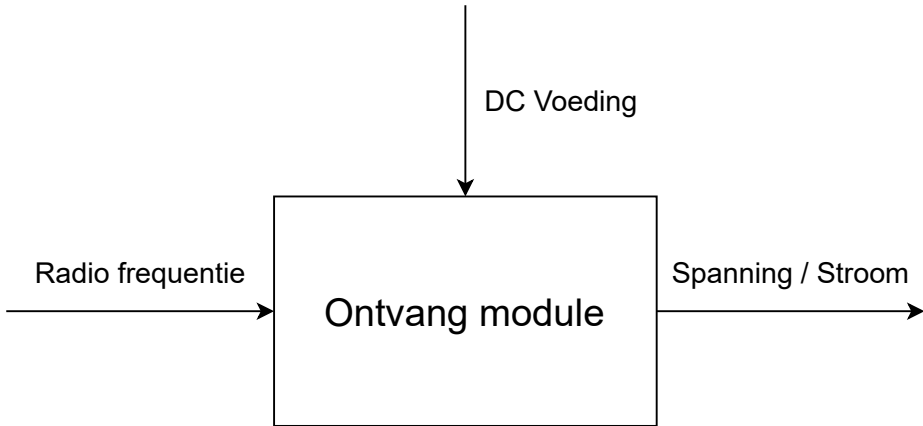 DC Voeding
Radio frequentie
Spanning / Stroom
Ontvang module